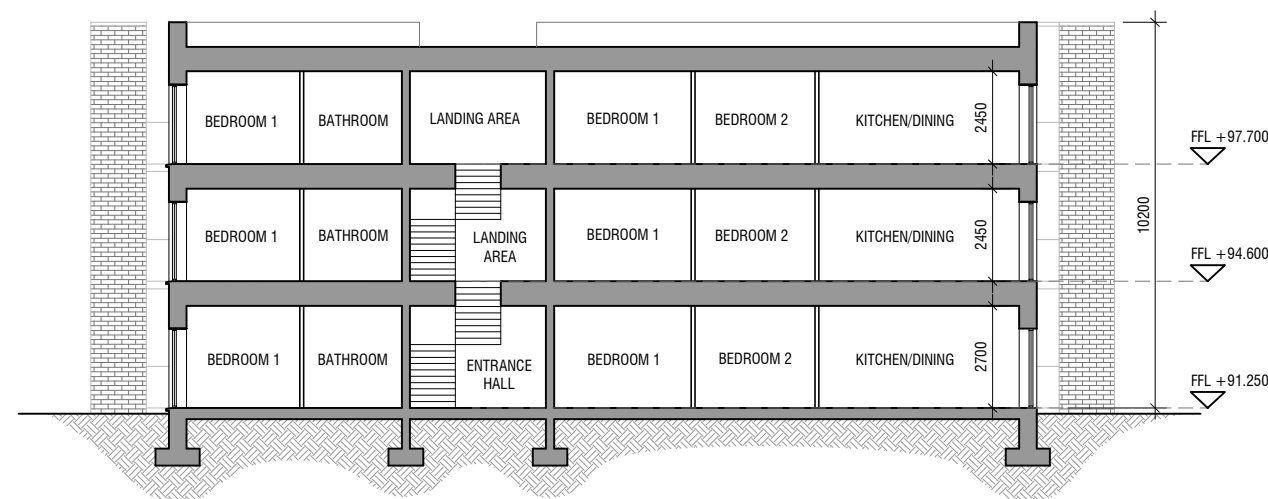 BEDROOM 1
BATHROOM
LANDING AREA
BEDROOM 1
BEDROOM 2
KITCHEN/DINING
2450
FFL +97.700
BEDROOM 1
BATHROOM
LANDING
AREA
BEDROOM 1
BEDROOM 2
KITCHEN/DINING
2450
10200
FFL +94.600
BEDROOM 1
BATHROOM
ENTRANCE
HALL
BEDROOM 1
BEDROOM 2
KITCHEN/DINING
2700
FFL +91.250